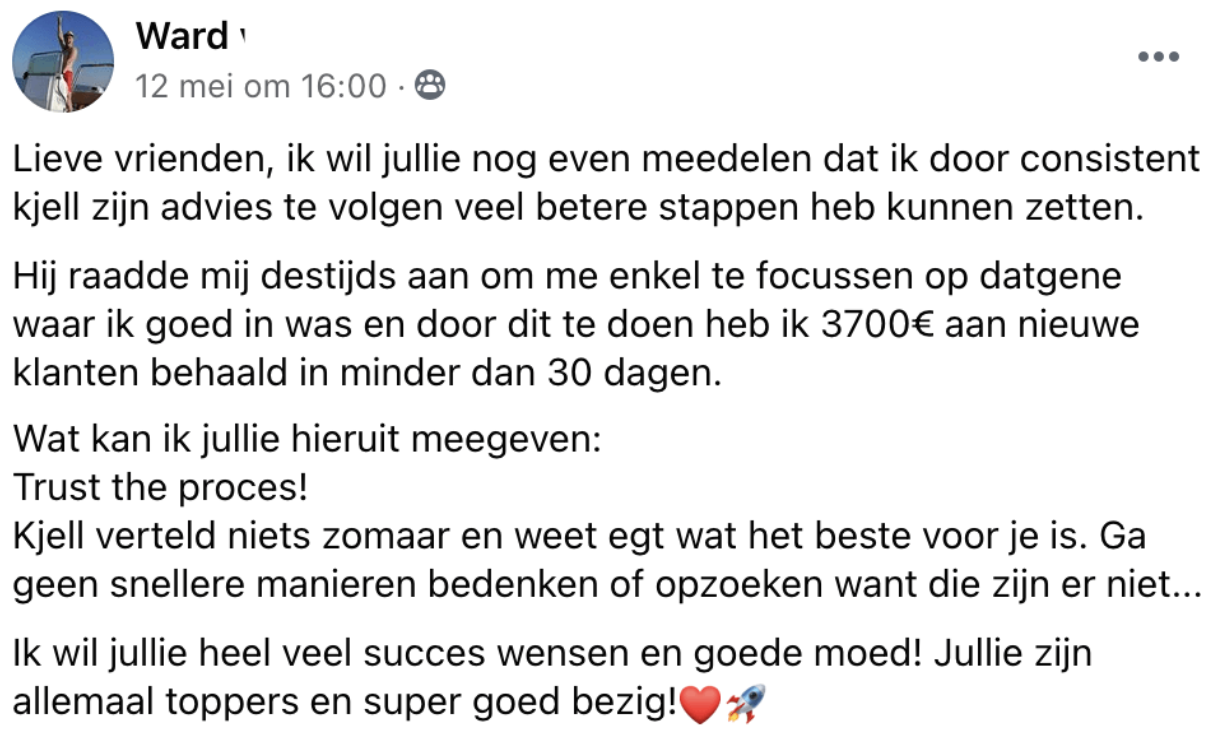 Ward
12 mei om 16:00 ·
Lieve vrienden, ik wil jullie nog even meedelen dat ik door consistent
kjell zijn advies te volgen veel betere stappen heb kunnen zetten.
Hij raadde mij destijds aan om me enkel te focussen op datgene
waar ik goed in was en door dit te doen heb ik 3700€ aan nieuwe
klanten behaald in minder dan 30 dagen.
Wat kan ik jullie hieruit meegeven:
Trust the proces!
Kjell verteld niets zomaar en weet egt wat het beste voor je is. Ga
geen snellere manieren bedenken of opzoeken want die zijn er niet...
Ik wil jullie heel veel succes wensen en goede moed! Jullie zijn
allemaal toppers en super goed bezig!❤️🚀